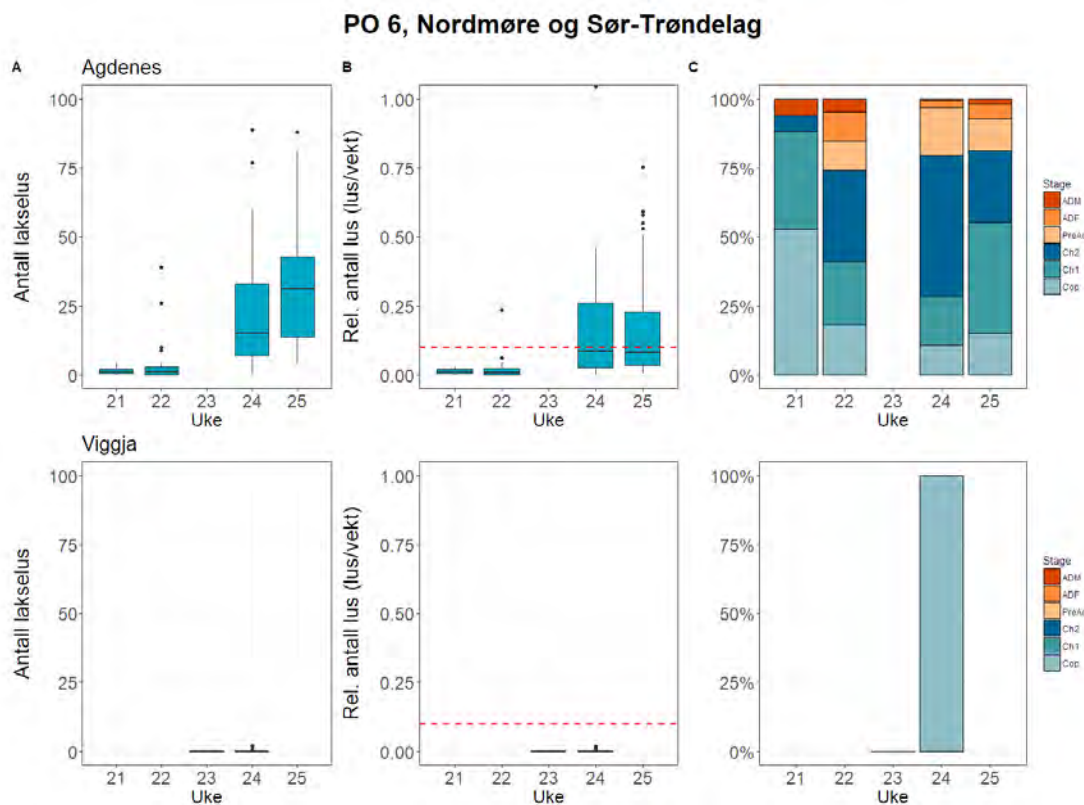 PO 6, Nordmøre og Sør-Trøndelag
A
Agdenes
B
C
Antall lakselus
100
75
50
25
0
21 22 23 24 25
Uke
Rel. antall lus (lus/vekt)
1.00
0.75
0.50
0.25
0.00
21 22 23 24 25
Uke
100%
75%
50%
25%
0%
21 22 23 24 25
Uke
Stage
ADM
ADF
PreAd
Ch2
Ch1
Cop
Viggja
Antall lakselus
100
75
50
25
0
21 22 23 24 25
Uke
Rel. antall lus (lus/vekt)
1.00
0.75
0.50
0.25
0.00
21 22 23 24 25
Uke
100%
75%
50%
25%
0%
21 22 23 24 25
Uke
Stage
ADM
ADF
PreAd
Ch2
Ch1
Cop